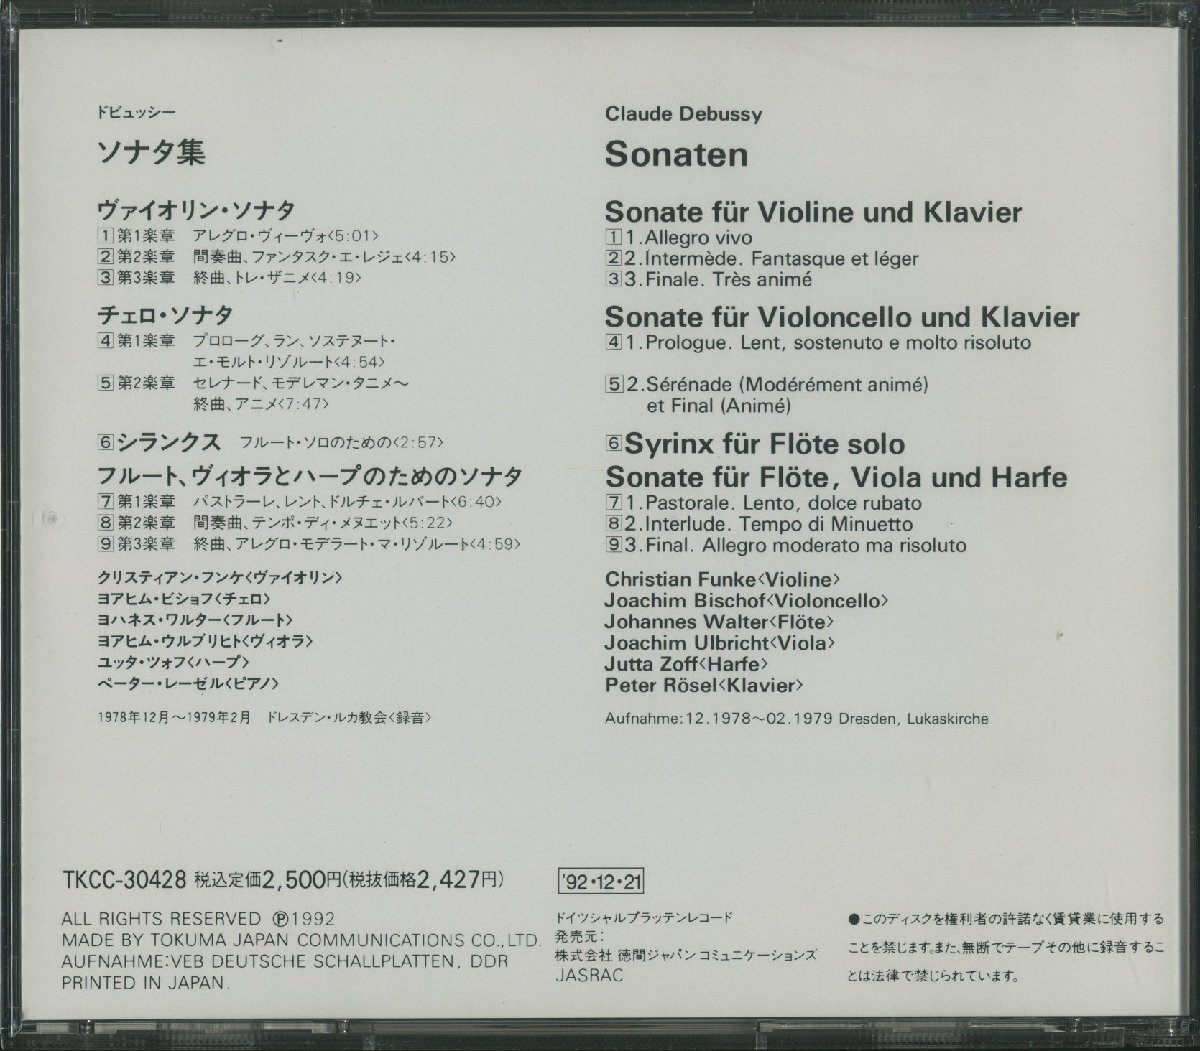 ドビュッシー
ソナタ集
ヴァイオリン・ソナタ
1 第1楽章 アレグロ・ヴィーヴォ〈5:01〉
2 第2楽章 間奏曲、ファンタスク・エ・レジェ〈4:15〉
3 第3楽章 終曲、トレ・ザニメ〈4:19〉
チェロ・ソナタ
4 第1楽章 プロローグ、ラン、ソステヌート・
エ・モルト・リゾルート〈4:54〉
5 第2楽章 セレナード、モデレマン・タニメ〜
終曲、アニメ〈7:47〉
6 シランクス フルート・ソロのための〈2:57〉
フルート、ヴィオラとハープのためのソナタ
7 第1楽章 パストラーレ、レント、ドルチェ・ルバート〈6:40〉
8 第2楽章 間奏曲、テンポ・ディ・メヌエット〈5:22〉
9 第3楽章 終曲、アレグロ・モデラート・マ・リゾルート〈4:59〉
クリスティアン・フンケ〈ヴァイオリン〉
ヨアヒム・ビショフ〈チェロ〉
ヨハネス・ワルター〈フルート〉
ヨアヒム・ウルブリヒト〈ヴィオラ〉
ユッタ・ツォフ〈ハープ〉
ペーター・レーゼル〈ピアノ〉
1978年12月〜1979年2月 ドレスデン・ルカ教会〈録音〉
Claude Debussy
Sonaten
Sonate für Violine und Klavier
1 1.Allegro vivo
2 2.Intermède. Fantasque et léger
3 3.Finale. Très animé
Sonate für Violoncello und Klavier
4 1.Prologue. Lent, sostenuto e molto risoluto
5 2.Sérénade (Modérément animé)
et Final (Animé)
6 Syrinx für Flöte solo
Sonate für Flöte, Viola und Harfe
7 1.Pastorale. Lento, dolce rubato
8 2.Interlude. Tempo di Minuetto
9 3.Final. Allegro moderato ma risoluto
Christian Funke〈Violine〉
Joachim Bischof〈Violoncello〉
Johannes Walter〈Flöte〉
Joachim Ulbricht〈Viola〉
Jutta Zoff〈Harfe〉
Peter Rösel〈Klavier〉
Aufnahme:12.1978〜02.1979 Dresden, Lukaskirche
TKCC-30428 税込定価2,500円(税抜価格2,427円)
'92・12・21
ALL RIGHTS RESERVED Ⓟ1992
MADE BY TOKUMA JAPAN COMMUNICATIONS CO.,LTD.
AUFNAHME:VEB DEUTSCHE SCHALLPLATTEN, DDR
PRINTED IN JAPAN.
ドイツシャルプラッテンレコード
発売元:
株式会社 徳間ジャパンコミュニケーションズ
JASRAC
●このディスクを権利者の許諾なく賃貸業に使用する
ことを禁じます。また、無断でテープその他に録音するこ
とは法律で禁じられています。